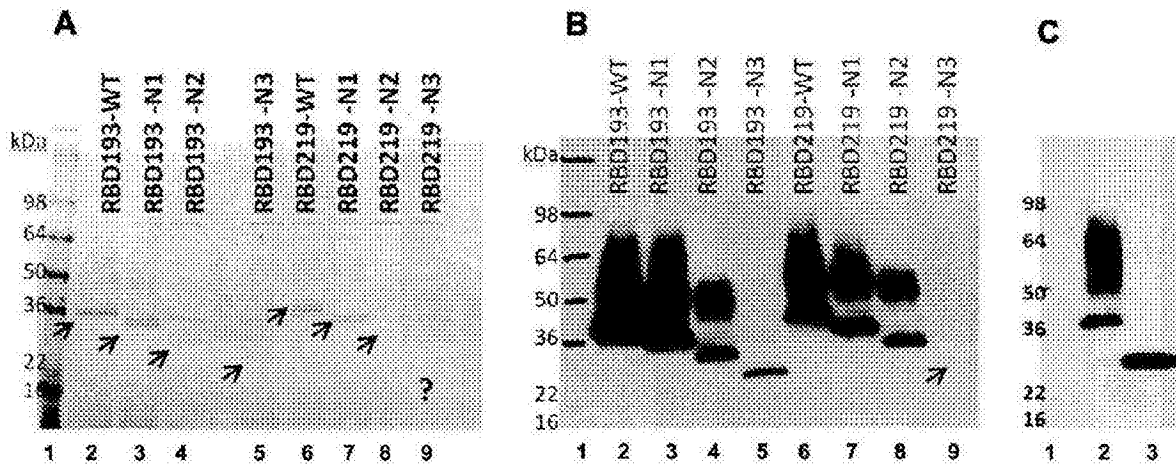 A
B
C
kDa
RBD193-WT
RBD193 -N1
RBD193 -N2
RBD193 -N3
RBD219-WT
RBD219 -N1
RBD219 -N2
RBD219 -N3
98
64
50
36
22
?
1 2 3 4 5 6 7 8 9
kDa
RBD193-WT
RBD193 -N1
RBD193 -N2
RBD193 -N3
RBD219-WT
RBD219 -N1
RBD219 -N2
RBD219 -N3
98
64
50
36
22
16
1 2 3 4 5 6 7 8 9
98
64
50
36
22
16
1 2 3